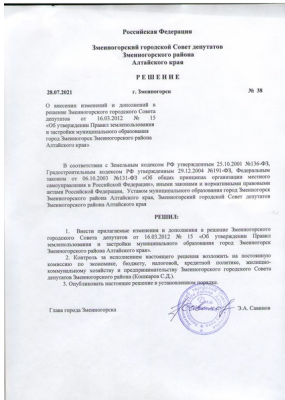 Российская Федерация
Змеиногорский городской Совет депутатов
Змеиногорского района
Алтайского края
Р Е Ш Е Н И Е
28.07.2021 г. Змеиногорск № 38
О внесении изменений и дополнений в
решение Змеиногорского городского Совета
депутатов от 16.03.2012 № 15
«Об утверждении Правил землепользования
и застройки муниципального образования
город Змеиногорск Змеиногорского района
Алтайского края»
В соответствии с Земельным кодексом РФ утвержденным 25.10.2001 №136-ФЗ,
Градостроительным кодексом РФ утвержденным 29.12.2004 №191-ФЗ, Федеральным
законом от 06.10.2003 №131-ФЗ «Об общих принципах организации местного
самоуправления в Российской Федерации», иными законами и нормативными правовыми
актами Российской Федерации, Уставом муниципального образования город Змеиногорск
Змеиногорского района Алтайского края, Змеиногорский городской Совет депутатов
Змеиногорского района Алтайского края
РЕШИЛ:
1. Внести прилагаемые изменения и дополнения в решение Змеиногорского
городского Совета депутатов от 16.03.2012 № 15 «Об утверждении Правил
землепользования и застройки муниципального образования город Змеиногорск
Змеиногорского района Алтайского края».
2. Контроль за исполнением настоящего решения возложить на постоянную
комиссию по экономике, бюджету, налоговой, кредитной политике, жилищно-
коммунальному хозяйству и предпринимательству Змеиногорского городского Совета
депутатов Змеиногорского района (Кошкаров С.Д.).
3. Опубликовать настоящее решение в установленном порядке.
Глава города Змеиногорска Э.А. Савинов